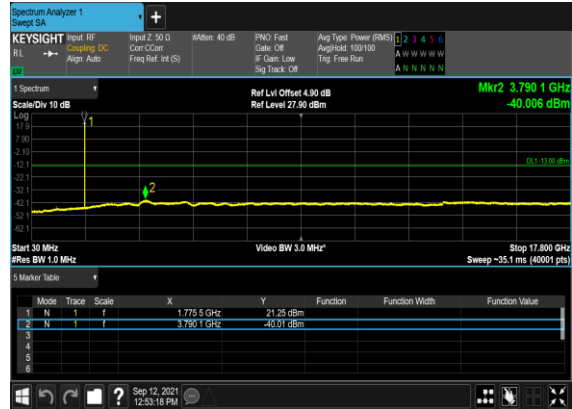 Spectrum Analyzer 1
Swept SA
KEYSIGHT Input: RF Input Z: 50 Ω #Atten: 40 dB PNO: Fast Avg Type: Power (RMS) 1 2 3 4 5 6
RL Coupling: DC Corr CCorr Gate: Off Avg|Hold: 100/100 A W W W W W
Align: Auto Freq Ref: Int (S) IF Gain: Low Trig: Free Run
Sig Track: Off A N N N N N
1 Spectrum Ref Lvl Offset 4.90 dB Mkr2 3.790 1 GHz
Scale/Div 10 dB Ref Level 27.90 dBm -40.006 dBm
Log
17.9
1
7.90
-2.10
-12.1
DL1 -13.00 dBm
-22.1
-32.1
2
-42.1
-52.1
-62.1
Start 30 MHz Video BW 3.0 MHz* Stop 17.800 GHz
#Res BW 1.0 MHz Sweep ~35.1 ms (40001 pts)
5 Marker Table
Mode Trace Scale X Y Function Function Width Function Value
1 N 1 f 1.775 5 GHz 21.25 dBm
2 N 1 f 3.790 1 GHz -40.01 dBm
3
4
5
6
? Sep 12, 2021
12:53:18 PM